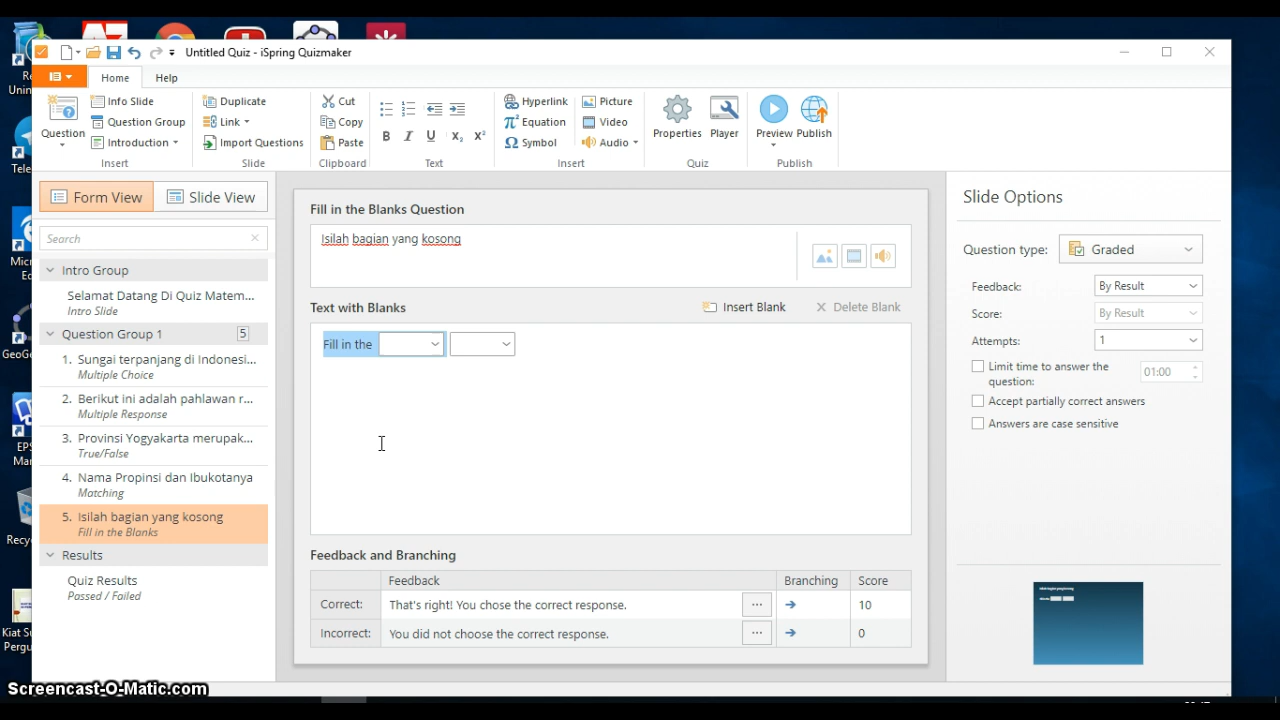 Untitled Quiz - iSpring Quizmaker
Home Help
Question
Info Slide
Question Group
Introduction
Insert
Duplicate
Link
Import Questions
Slide
Cut
Copy
Paste
Clipboard
B I U X₂ X²
Text
Hyperlink
Equation
Symbol
Picture
Video
Audio
Insert
Properties
Player
Quiz
Preview
Publish
Publish
Form View
Slide View
Search
Intro Group
Selamat Datang Di Quiz Matem...
Intro Slide
Question Group 1 5
1. Sungai terpanjang di Indonesi...
Multiple Choice
2. Berikut ini adalah pahlawan r...
Multiple Response
3. Provinsi Yogyakarta merupak...
True/False
4. Nama Propinsi dan Ibukotanya
Matching
5. Isilah bagian yang kosong
Fill in the Blanks
Results
Quiz Results
Passed / Failed
Fill in the Blanks Question
Isilah bagian yang kosong
Text with Blanks
Insert Blank
Delete Blank
Fill in the
Feedback and Branching
Feedback Branching Score
Correct: That's right! You chose the correct response. ... 10
Incorrect: You did not choose the correct response. ... 0
Slide Options
Question type: Graded
Feedback: By Result
Score: By Result
Attempts: 1
Limit time to answer the
question: 01:00
Accept partially correct answers
Answers are case sensitive
Screencast-O-Matic.com